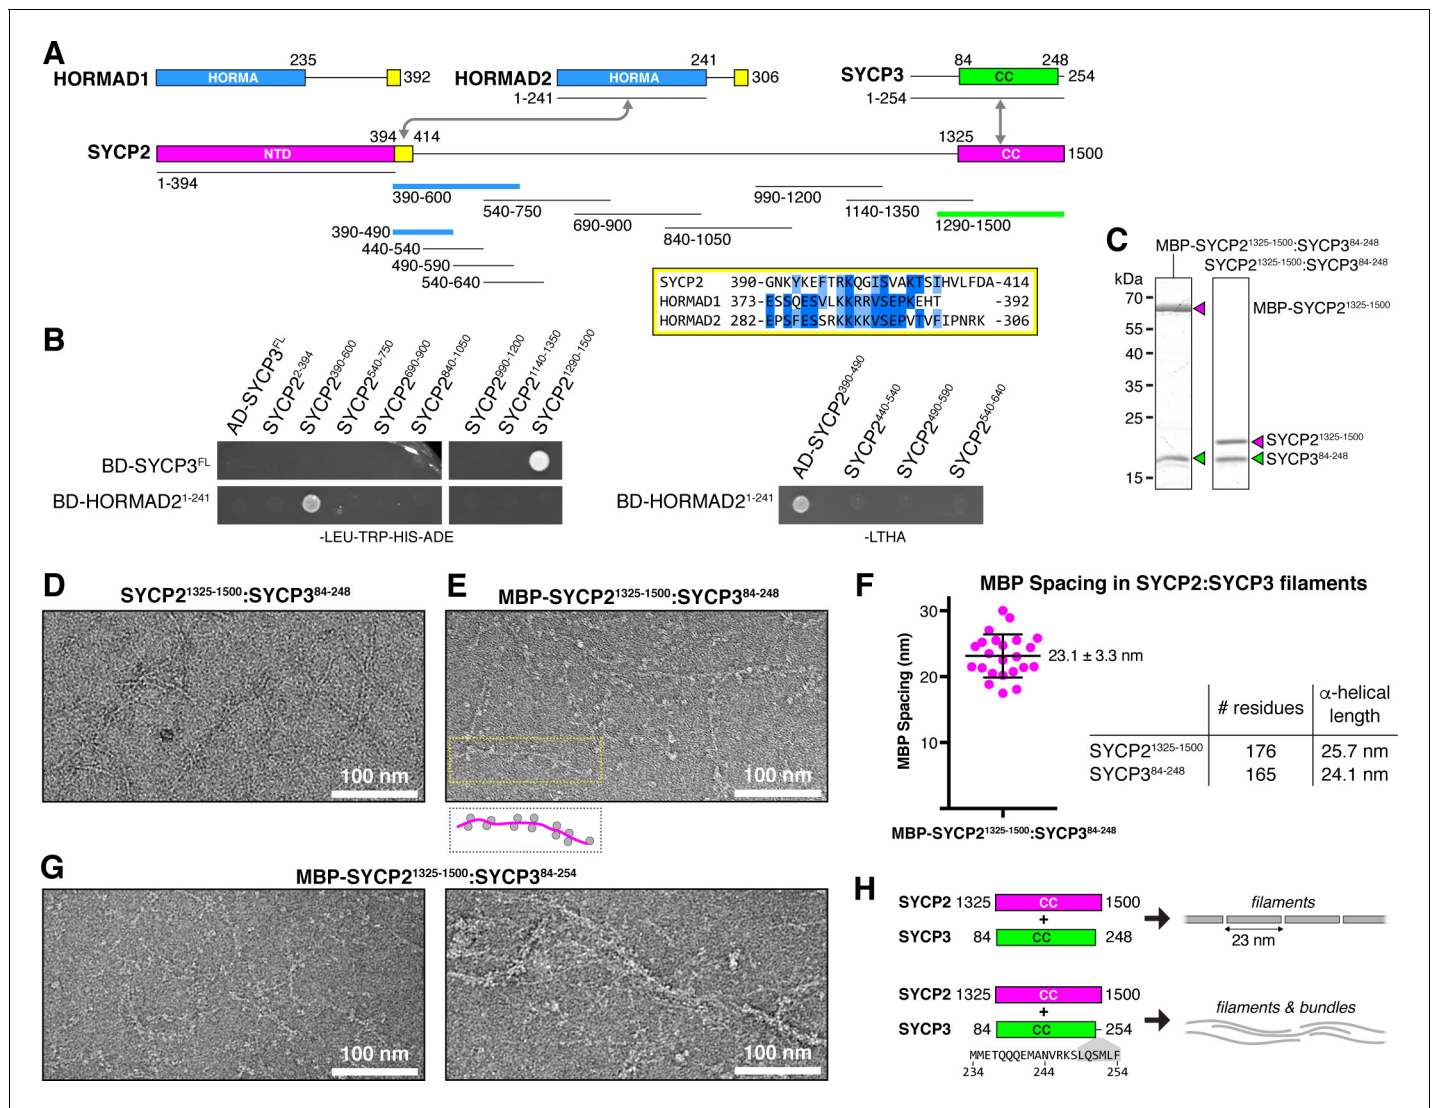 A
HORMAD1
HORMA
235
392
HORMAD2
HORMA
241
306
1-241
SYCP3
84
CC
248
254
1-254
SYCP2
NTD
394
414
1325
CC
1500
1-394
390-600
540-750
690-900
840-1050
990-1200
1140-1350
1290-1500
390-490
440-540
490-590
540-640
SYCP2 390-GNKYKEFTRKQGISVAKTSIHVLFDA-414
HORMAD1 373-ESSQESVLKKRRVSEPKEHT -392
HORMAD2 282-EPSFESSRKKKKVSEPVTVFIPNRK -306
B
AD-SYCP3FL
SYCP22-394
SYCP2390-600
SYCP2540-750
SYCP2690-900
SYCP2840-1050
SYCP2990-1200
SYCP21140-1350
SYCP21290-1500
BD-SYCP3FL
BD-HORMAD21-241
-LEU-TRP-HIS-ADE
AD-SYCP2390-490
SYCP2440-540
SYCP2490-590
SYCP2540-640
BD-HORMAD21-241
-LTHA
C
MBP-SYCP21325-1500:SYCP384-248
SYCP21325-1500:SYCP384-248
kDa
70
55
40
35
25
15
MBP-SYCP21325-1500
SYCP21325-1500
SYCP384-248
D
SYCP21325-1500:SYCP384-248
100 nm
E
MBP-SYCP21325-1500:SYCP384-248
100 nm
F
MBP Spacing in SYCP2:SYCP3 filaments
MBP Spacing (nm)
30
20
10
23.1 ± 3.3 nm
MBP-SYCP21325-1500:SYCP384-248
# residues
α-helical length
SYCP21325-1500 176 25.7 nm
SYCP384-248 165 24.1 nm
G
MBP-SYCP21325-1500:SYCP384-254
100 nm
100 nm
H
SYCP2 1325 CC 1500
+
SYCP3 84 CC 248
filaments
23 nm
SYCP2 1325 CC 1500
+
SYCP3 84 CC 254
filaments & bundles
MMETQQQEMANVRKSLQSMLF
234 244 254